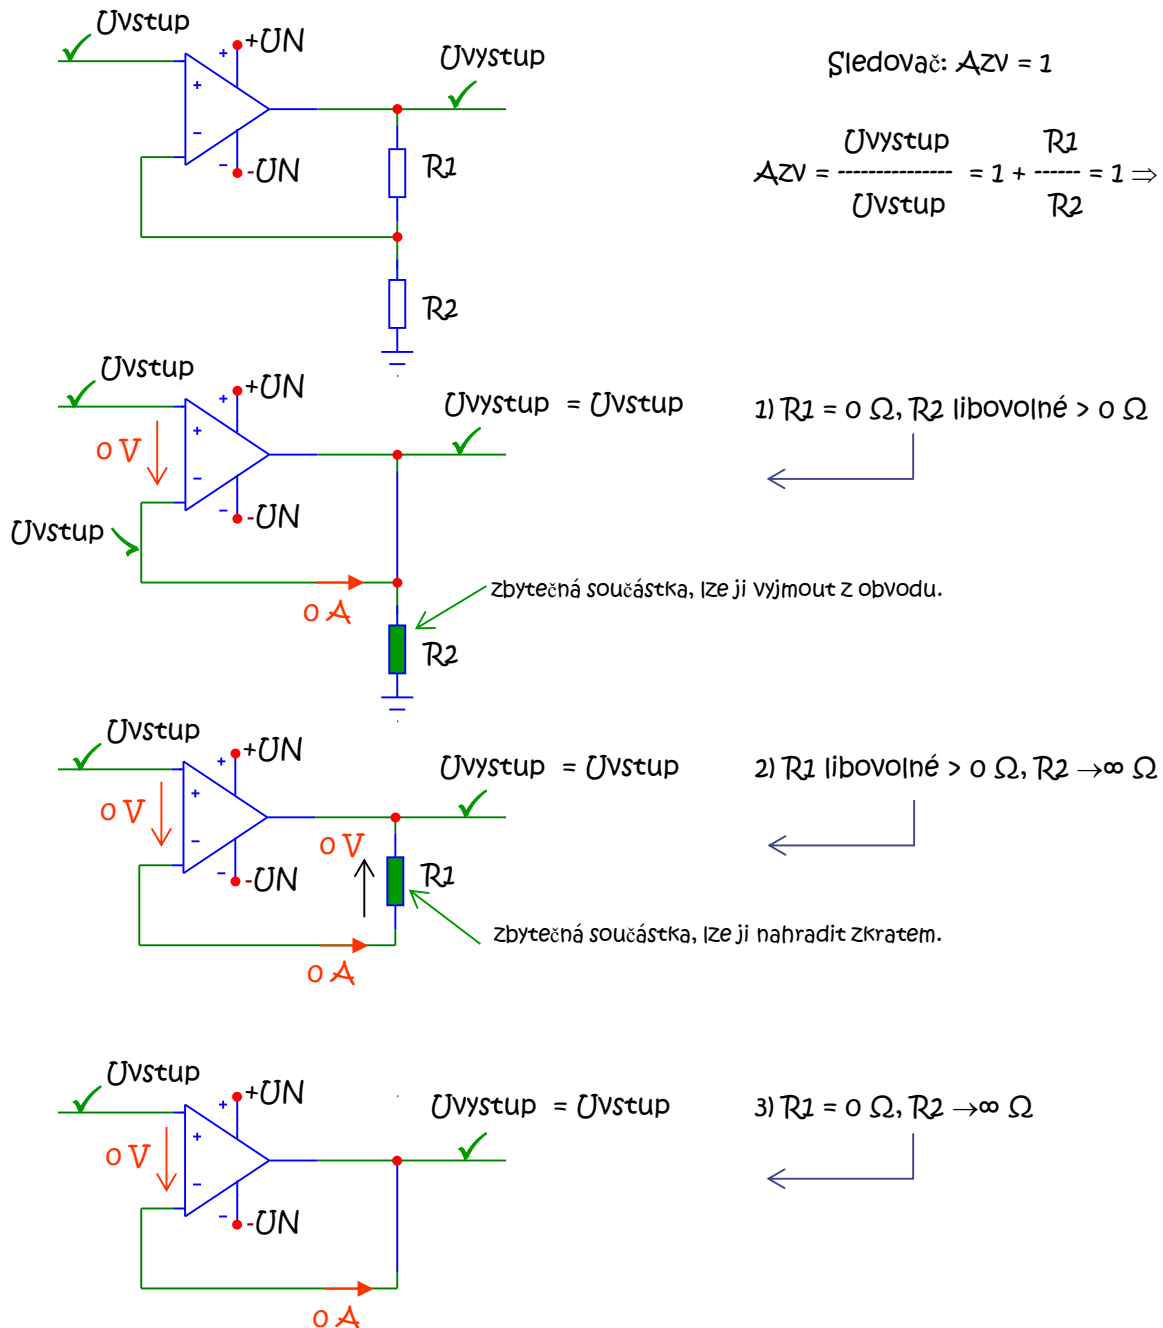 Uvstup
+UN
Uvystup
Sledovač: Azv = 1
+
+
-
-
-UN
R1
R2
Uvystup R1
Azv = --------------- = 1 + ------ = 1 ⇒
Uvstup R2
Uvstup
+UN
Uvystup = Uvstup
1) R1 = 0 Ω, R2 libovolné > 0 Ω
+
+
0 V
-
-
-UN
Uvstup
0 A
zbytečná součástka, lze ji vyjmout z obvodu.
R2
Uvstup
+UN
Uvystup = Uvstup
2) R1 libovolné > 0 Ω, R2 →∞ Ω
+
+
0 V
-
-
-UN
0 V
R1
zbytečná součástka, lze ji nahradit zkratem.
0 A
Uvstup
+UN
Uvystup = Uvstup
3) R1 = 0 Ω, R2 →∞ Ω
+
+
0 V
-
-
-UN
0 A